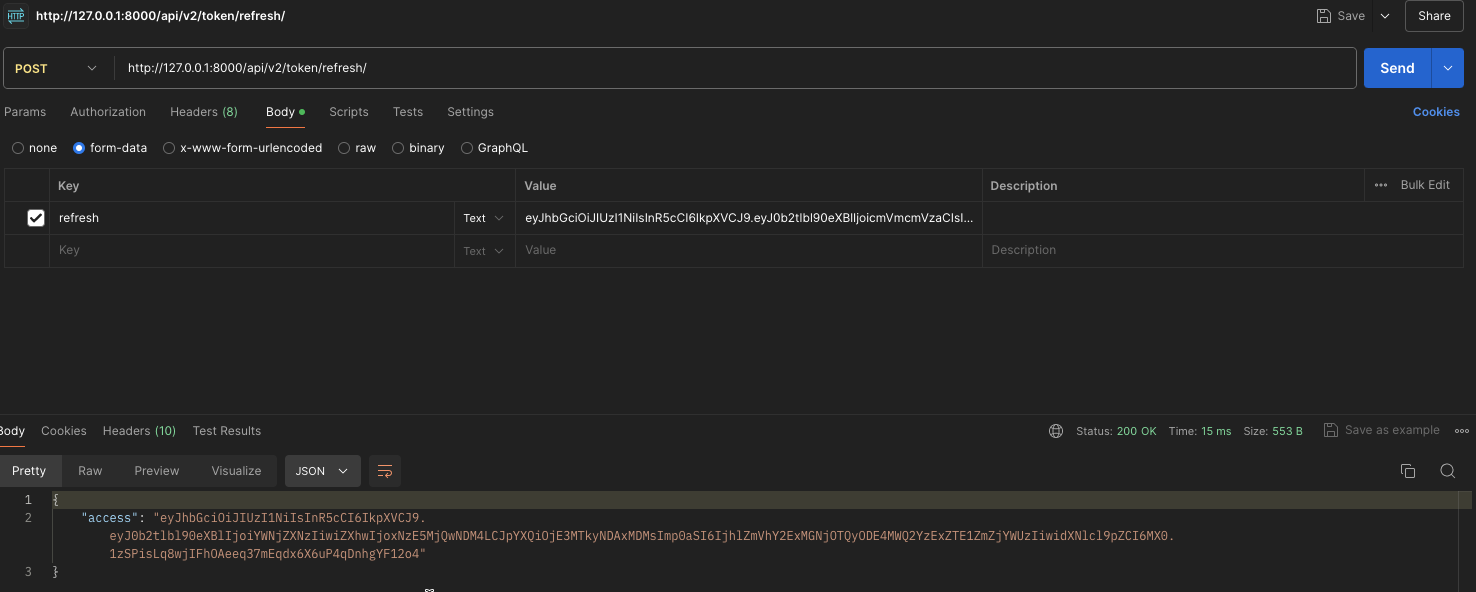 HTTP http://127.0.0.1:8000/api/v2/token/refresh/ Save Share
POST http://127.0.0.1:8000/api/v2/token/refresh/ Send
Params Authorization Headers (8) Body Scripts Tests Settings Cookies
none form-data x-www-form-urlencoded raw binary GraphQL
Key Value Description ••• Bulk Edit
refresh Text eyJhbGciOiJIUzI1NiIsInR5cCI6IkpXVCJ9.eyJ0b2tlbl90eXBlIjoicmVmcmVzaCIsI...
Key Text Value Description
Body Cookies Headers (10) Test Results Status: 200 OK Time: 15 ms Size: 553 B Save as example
Pretty Raw Preview Visualize JSON
1 {
2 "access": "eyJhbGciOiJIUzI1NiIsInR5cCI6IkpXVCJ9.
eyJ0b2tlbl90eXBlIjoiYWNjZXNzIiwiZXhwIjoxNzE5MjQwNDM4LCJpYXQiOjE3MTkyNDAxMDMsImp0aSI6IjhlZmVhY2ExMGNjOTQyODE4MWQ2YzExZTE1ZmZjYWUzIiwidXNlcl9pZCI6MX0.
1zSPisLq8wjIFhOAeeq37mEqdx6X6uP4qDnhgYF12o4"
3 }